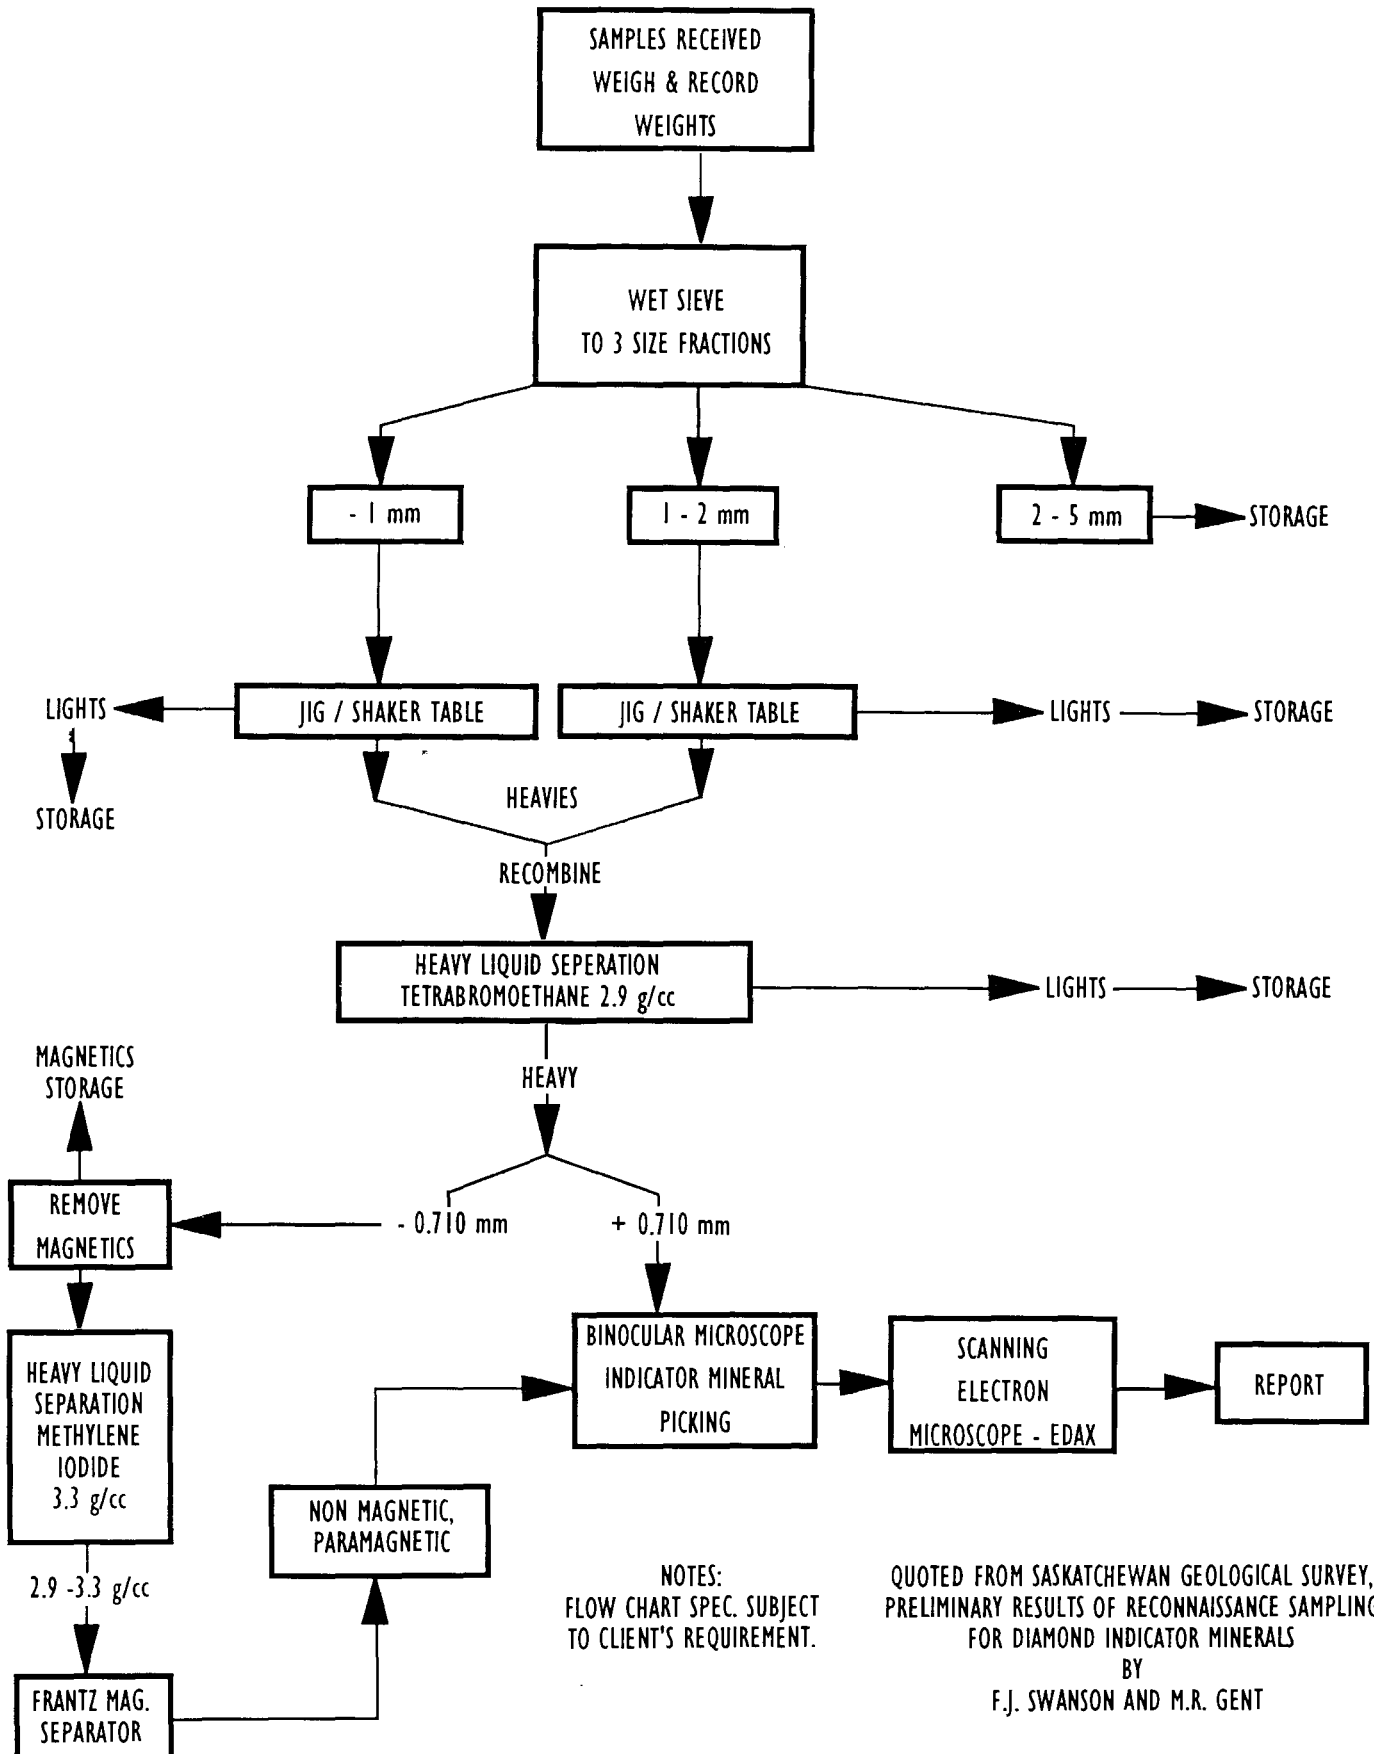 SAMPLES RECEIVED
WEIGH & RECORD
WEIGHTS
WET SIEVE
TO 3 SIZE FRACTIONS
- 1 mm
1 - 2 mm
2 - 5 mm
STORAGE
LIGHTS
JIG / SHAKER TABLE
JIG / SHAKER TABLE
LIGHTS
STORAGE
STORAGE
HEAVIES
RECOMBINE
HEAVY LIQUID SEPERATION
TETRABROMOETHANE 2.9 g/cc
LIGHTS
STORAGE
HEAVY
MAGNETICS
STORAGE
REMOVE
MAGNETICS
- 0.710 mm
+ 0.710 mm
HEAVY LIQUID
SEPARATION
METHYLENE
IODIDE
3.3 g/cc
BINOCULAR MICROSCOPE
INDICATOR MINERAL
PICKING
SCANNING
ELECTRON
MICROSCOPE - EDAX
REPORT
NON MAGNETIC,
PARAMAGNETIC
2.9 -3.3 g/cc
FRANTZ MAG.
SEPARATOR
NOTES:
FLOW CHART SPEC. SUBJECT
TO CLIENT'S REQUIREMENT.
QUOTED FROM SASKATCHEWAN GEOLOGICAL SURVEY,
PRELIMINARY RESULTS OF RECONNAISSANCE SAMPLING
FOR DIAMOND INDICATOR MINERALS
BY
F.J. SWANSON AND M.R. GENT